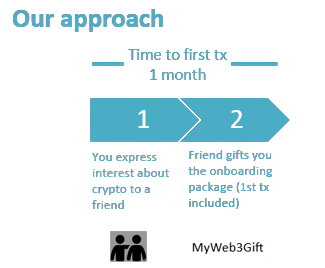 Our approach
Time to first tx
1 month
1
2
You express
interest about
crypto to a
friend
Friend gifts you
the onboarding
package (1st tx
included)
MyWeb3Gift